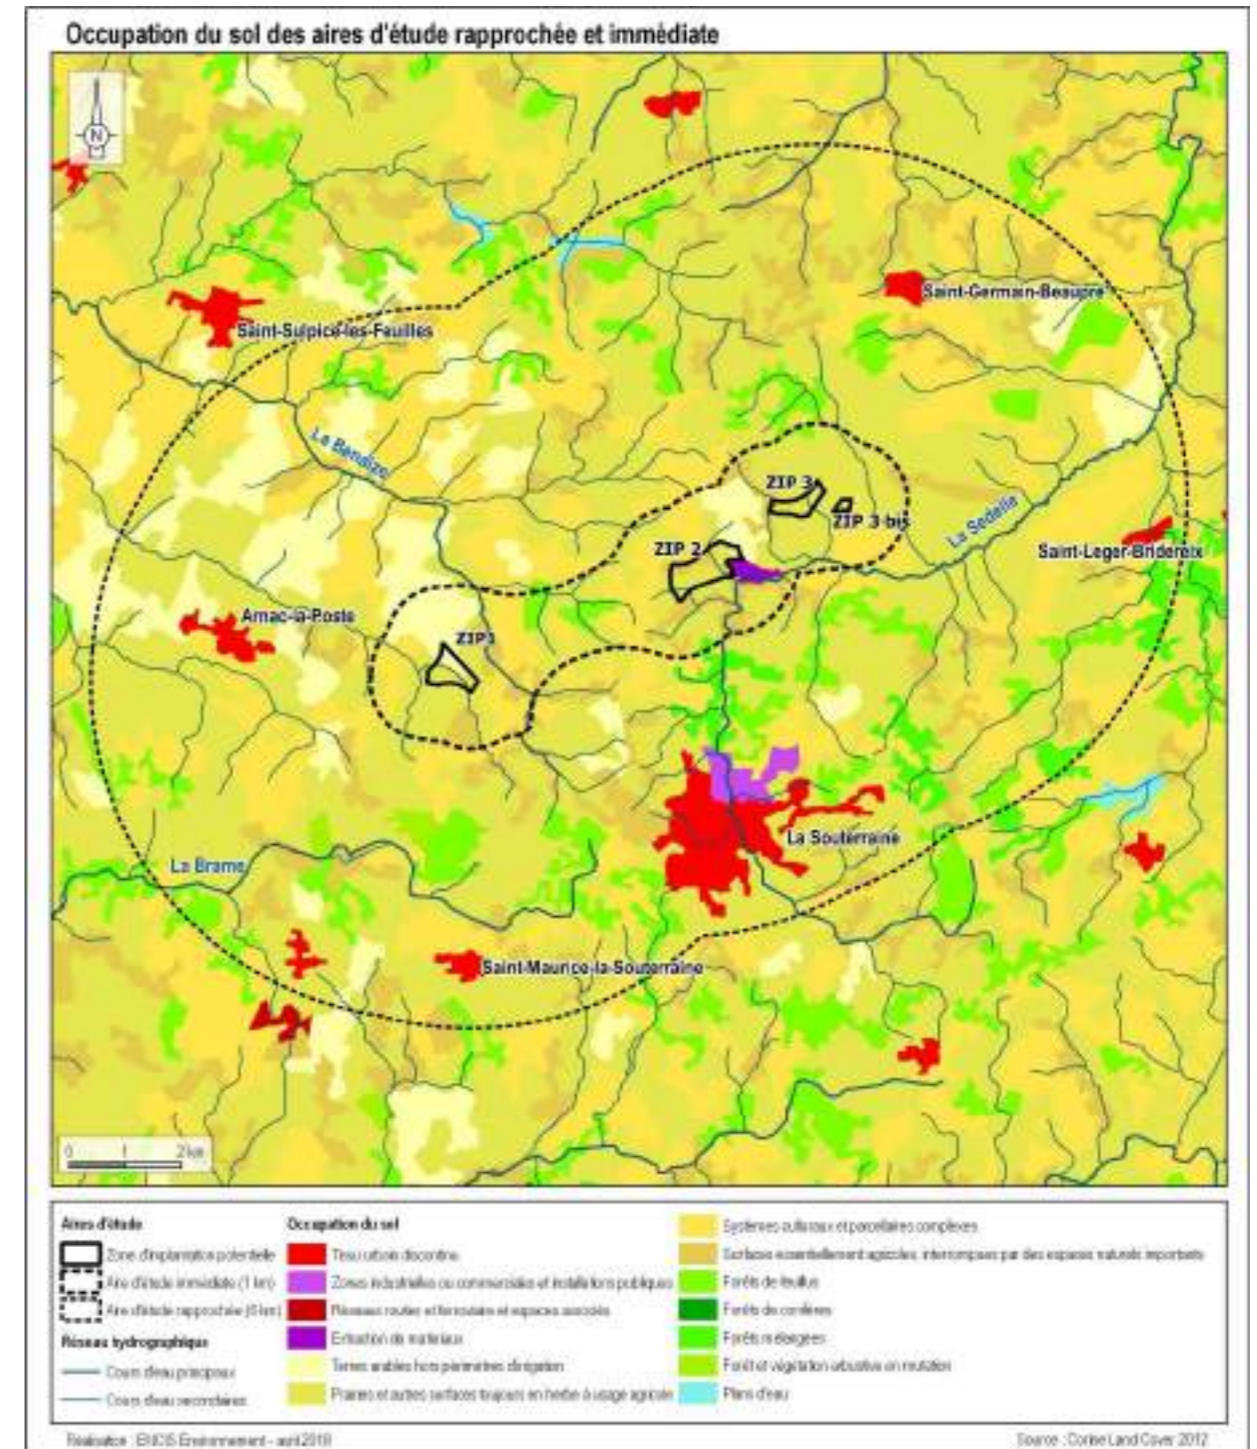 Occupation du sol des aires d'étude rapprochée et immédiate
N
Saint-Germain-Beaupré
Saint-Sulpice-les-Feuilles
La Benaize
ZIP 3
ZIP 3 bis
La Sedelle
Saint-Leger-Bridereix
ZIP 2
Arnac-la-Poste
ZIP1
La Souterraine
La Brame
Saint-Maurice-la-Souterraine
0 1 2 km
Aires d'étude
Zone d'implantation potentielle
Aire d'étude immédiate (1 km)
Aire d'étude rapprochée (6 km)
Réseau hydrographique
Cours d'eau principaux
Cours d'eau secondaires
Occupation du sol
Tissu urbain discontinu
Zones industrielles ou commerciales et installations publiques
Réseaux routier et ferroviaire et espaces associés
Extraction de matériaux
Terres arables hors périmètres d'irrigation
Prairies et autres surfaces toujours en herbe à usage agricole
Systèmes culturaux et parcellaires complexes
Surfaces essentiellement agricoles, interrompues par des espaces naturels importants
Forêts de feuillus
Forêts de conifères
Forêts mélangées
Forêt et végétation arbustive en mutation
Plans d'eau
Réalisation : ENCIS Environnement - avril 2018
Source : Corine Land Cover 2012